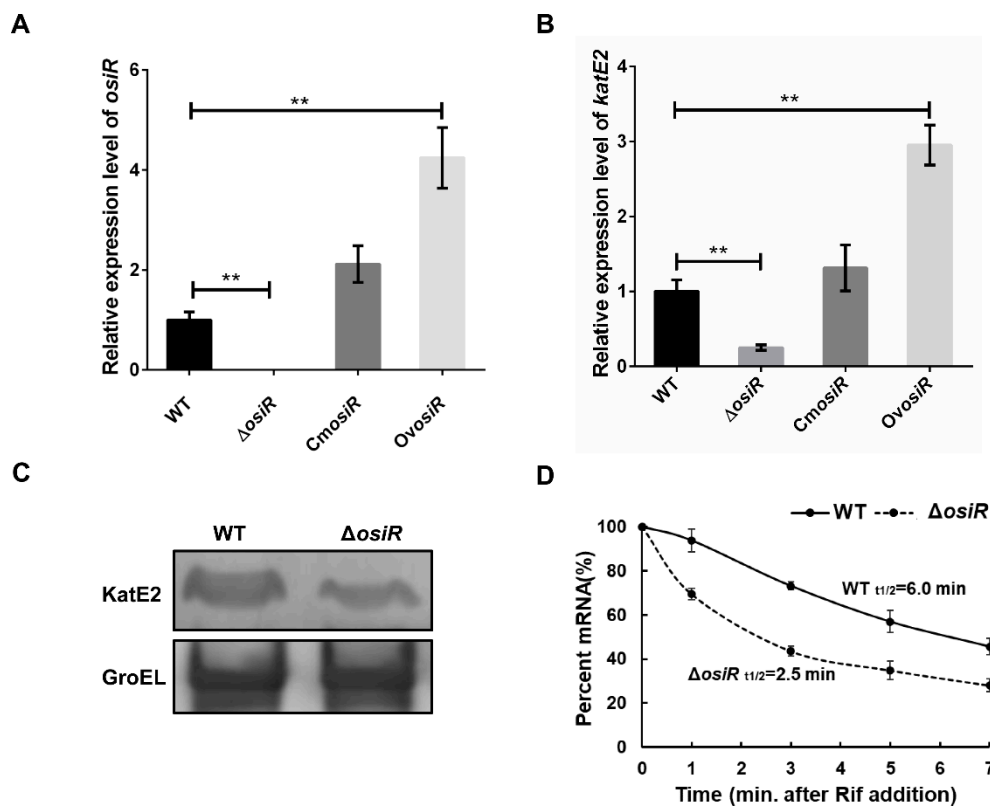 A
Relative expression level of osiR
6
4
2
0
**
**
WT
ΔosiR
CmosiR
OvosiR
B
Relative expression level of katE2
4
3
2
1
0
**
**
WT
ΔosiR
CmosiR
OvosiR
C
WT ΔosiR
KatE2
GroEL
D
WT ΔosiR
Percent mRNA(%)
100
80
60
40
20
0
WT t1/2=6.0 min
ΔosiR t1/2=2.5 min
0 1 2 3 4 5 6 7
Time (min. after Rif addition)